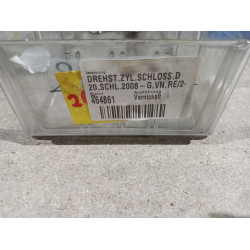 DREHST.ZYL.SCHLOSS.D
20,SCHL.2008-G.VN.RE/2-
464861 Vernickelt